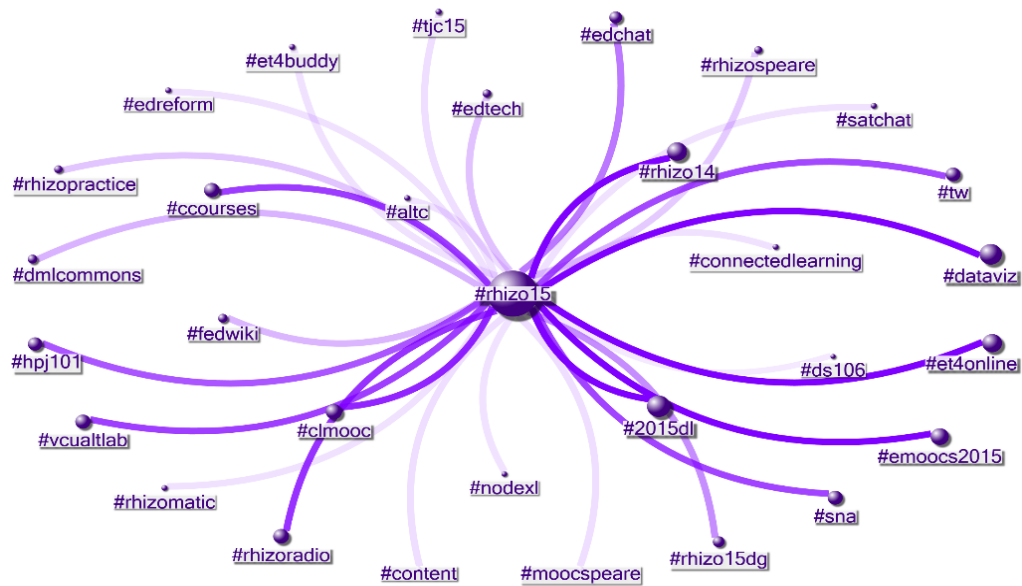 #tjc15
#edchat
#et4buddy
#rhizospeare
#edreform
#edtech
#satchat
#rhizo14
#rhizopractice
#tw
#ccourses
#altc
#connectedlearning
#dmlcommons
#dataviz
#rhizo15
#fedwiki
#hpj101
#ds106
#et4online
#vcualtlab
#clmooc
#2015dl
#emoocs2015
#nodexl
#rhizomatic
#sna
#rhizoradio
#rhizo15dg
#content
#moocspeare